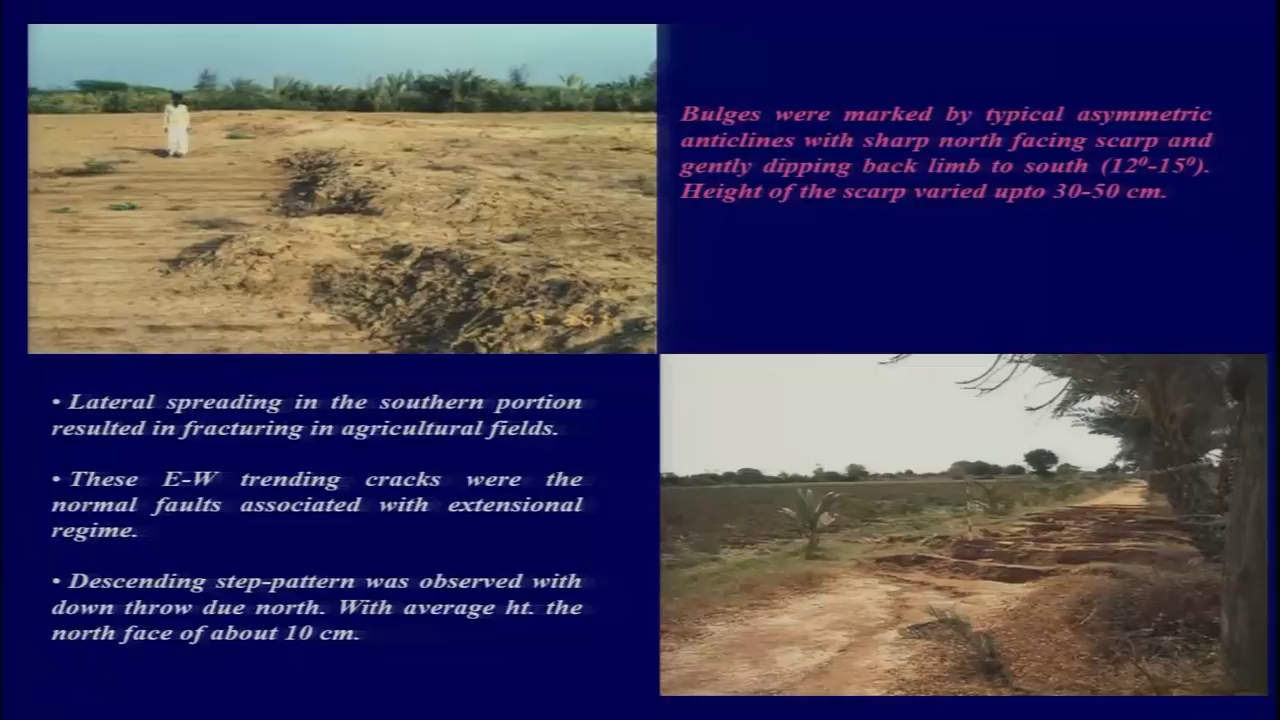 Bulges were marked by typical asymmetric
anticlines with sharp north facing scarp and
gently dipping back limb to south (12⁰-15⁰).
Height of the scarp varied upto 30-50 cm.
• Lateral spreading in the southern portion
resulted in fracturing in agricultural fields.
• These E-W trending cracks were the
normal faults associated with extensional
regime.
• Descending step-pattern was observed with
down throw due north. With average ht. the
north face of about 10 cm.